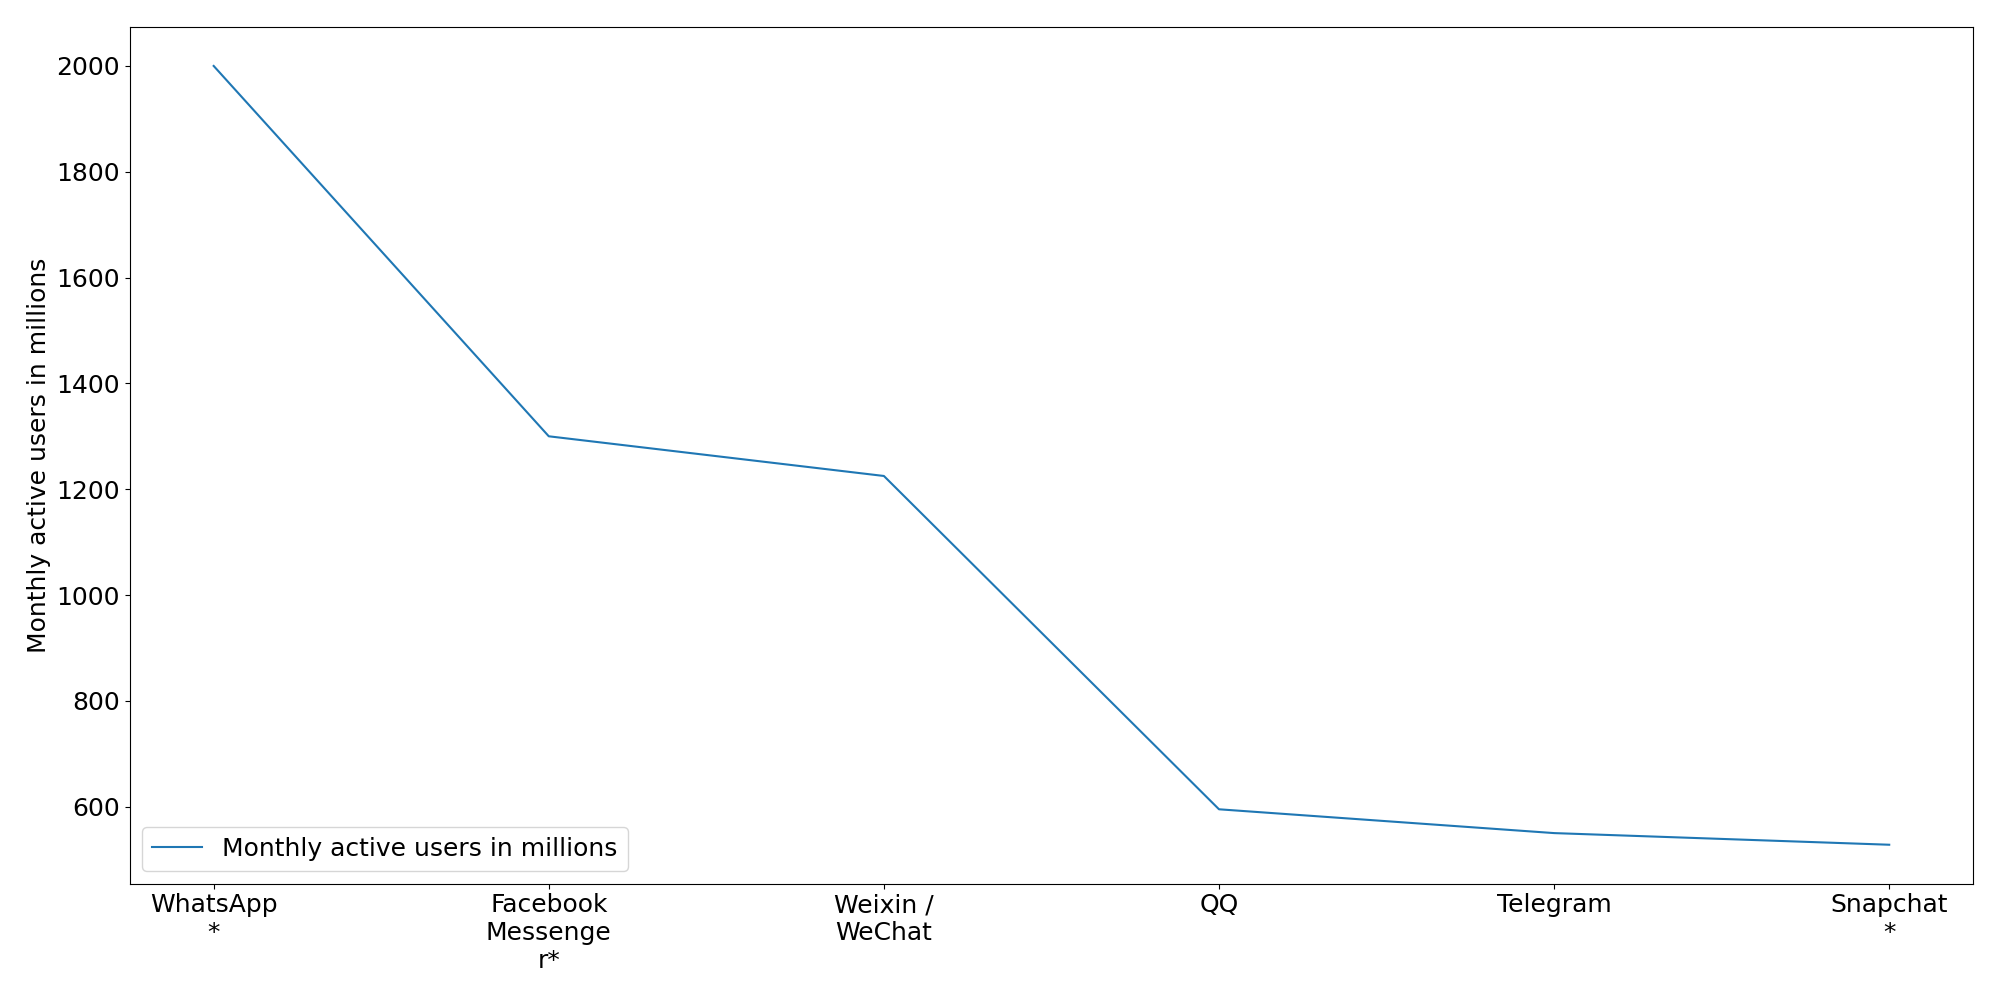 Monthly active users in millions
2000
1800
1600
1400
1200
1000
800
600
Monthly active users in millions
WhatsApp
*
Facebook
Messenge
r*
Weixin /
WeChat
QQ
Telegram
Snapchat
*